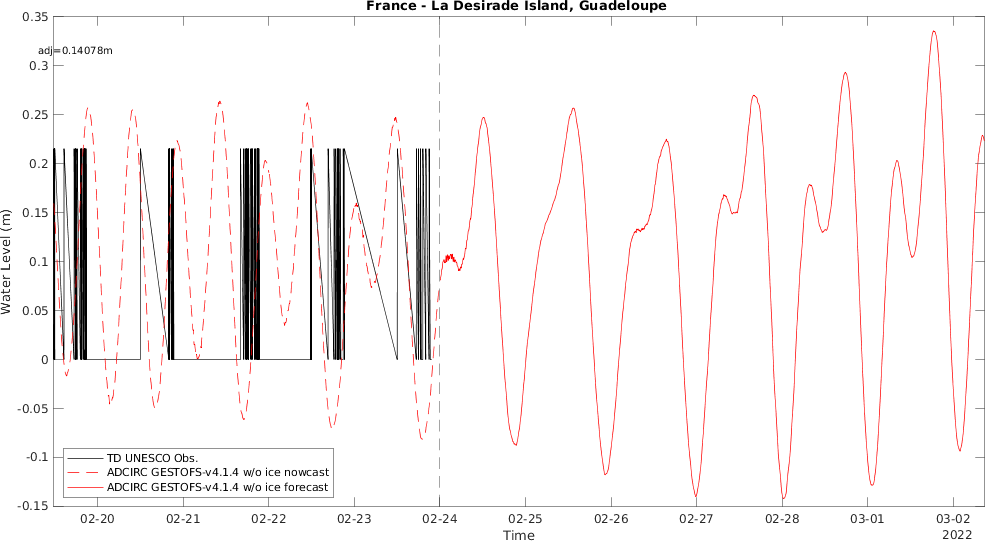 France - La Desirade Island, Guadeloupe
adj=0.14078m
0.35
0.3
0.25
0.2
0.15
0.1
0.05
0
-0.05
-0.1
-0.15
Water Level (m)
TD UNESCO Obs.
ADCIRC GESTOFS-v4.1.4 w/o ice nowcast
ADCIRC GESTOFS-v4.1.4 w/o ice forecast
02-20 02-21 02-22 02-23 02-24 02-25 02-26 02-27 02-28 03-01 03-02
Time
2022